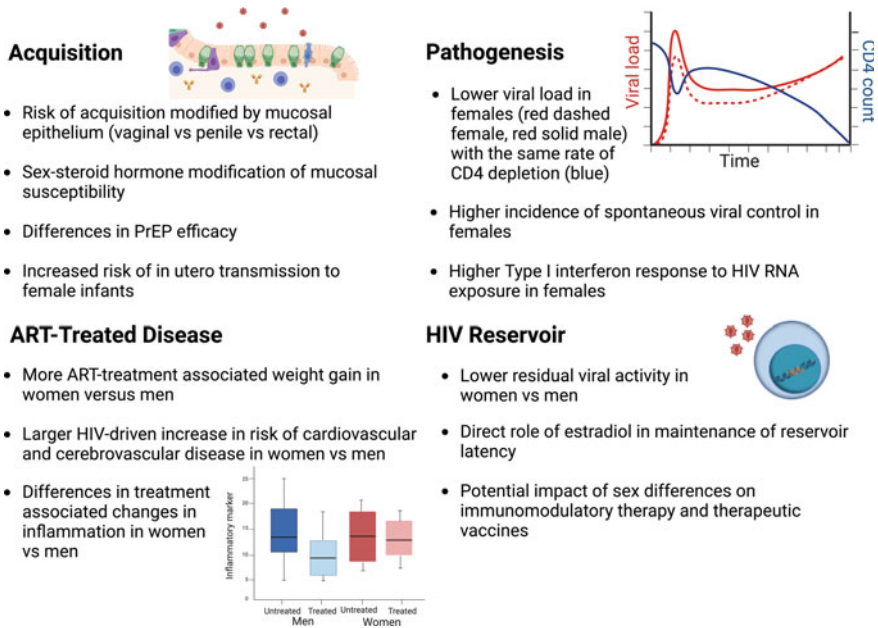 Acquisition
• Risk of acquisition modified by mucosal
epithelium (vaginal vs penile vs rectal)
• Sex-steroid hormone modification of mucosal
susceptibility
• Differences in PrEP efficacy
• Increased risk of in utero transmission to
female infants
Pathogenesis
• Lower viral load in
females (red dashed
female, red solid male)
with the same rate of
CD4 depletion (blue)
Viral load
CD4 count
Time
• Higher incidence of spontaneous viral control in
females
• Higher Type I interferon response to HIV RNA
exposure in females
ART-Treated Disease
• More ART-treatment associated weight gain in
women versus men
• Larger HIV-driven increase in risk of cardiovascular
and cerebrovascular disease in women vs men
• Differences in treatment
associated changes in
inflammation in women
vs men
Inflammatory marker
25
20
15
10
5
0
Untreated Treated Untreated Treated
Men Women
HIV Reservoir
• Lower residual viral activity in
women vs men
• Direct role of estradiol in maintenance of reservoir
latency
• Potential impact of sex differences on
immunomodulatory therapy and therapeutic
vaccines